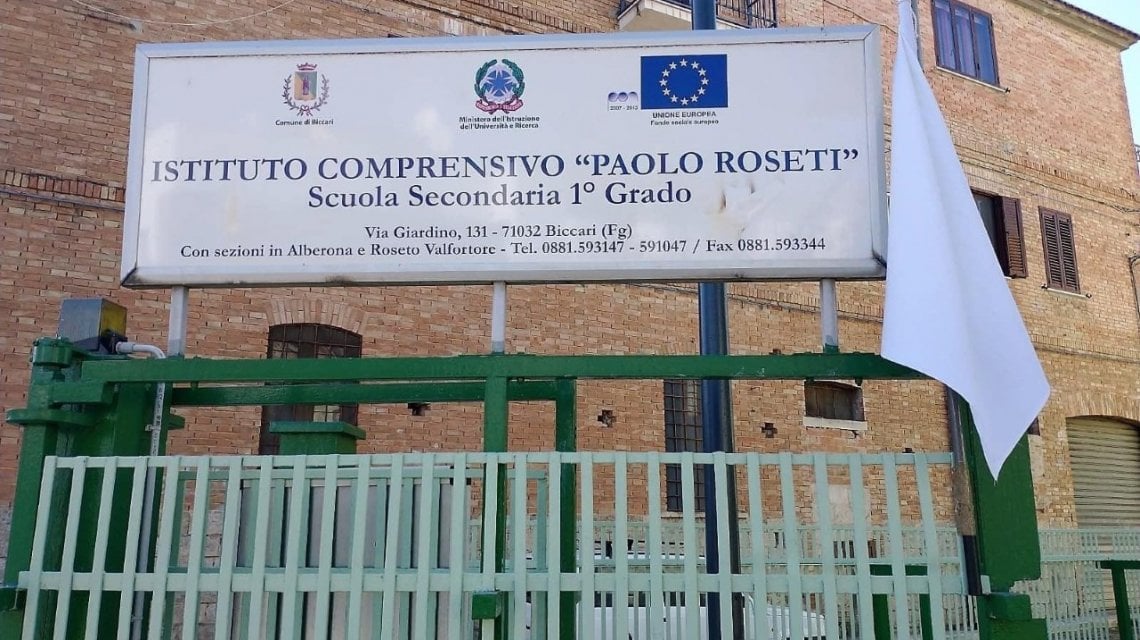 Comune di Biccari
Ministero dell'Istruzione
dell'Università e Ricerca
2007 - 2013
UNIONE EUROPEA
Fondo sociale europeo
ISTITUTO COMPRENSIVO “PAOLO ROSETI”
Scuola Secondaria 1° Grado
Via Giardino, 131 - 71032 Biccari (Fg)
Con sezioni in Alberona e Roseto Valfortore - Tel. 0881.593147 - 591047 / Fax 0881.593344